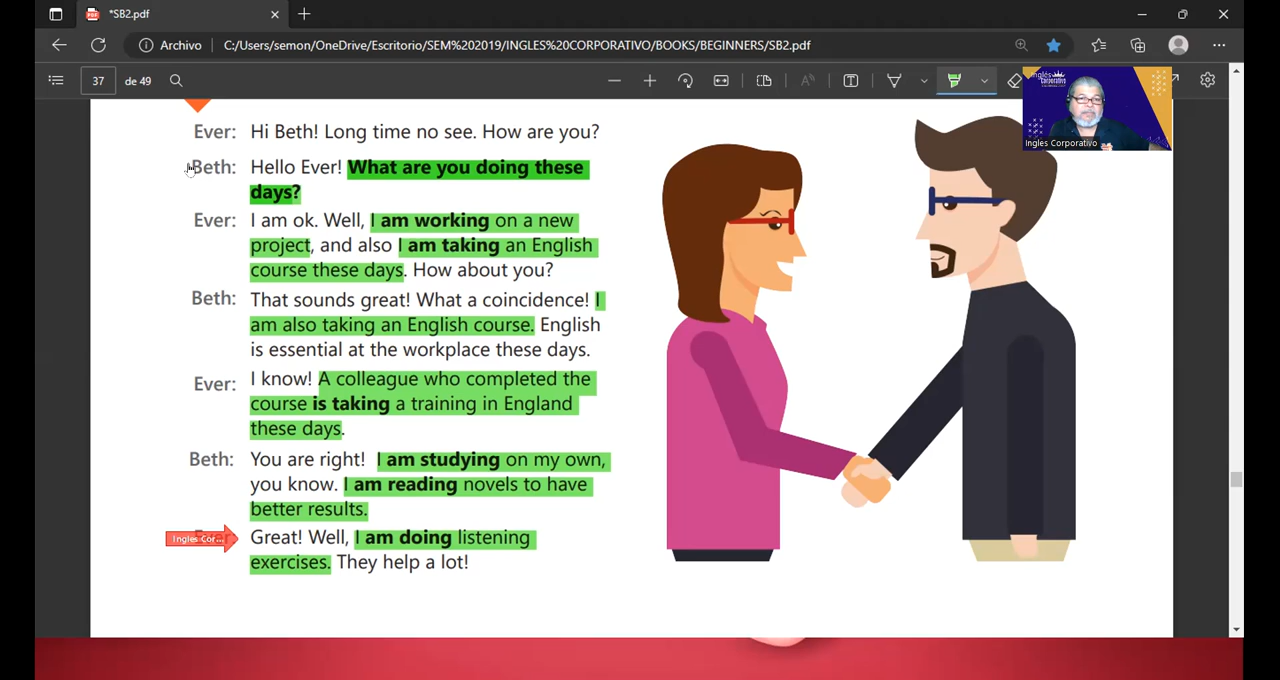 *SB2.pdf
Archivo
C:/Users/semon/OneDrive/Escritorio/SEM%202019/INGLES%20CORPORATIVO/BOOKS/BEGINNERS/SB2.pdf
37 de 49
Inglés Corporativo
Ingles Corporativo
Ever: Hi Beth! Long time no see. How are you?
Beth: Hello Ever! What are you doing these
days?
Ever: I am ok. Well, I am working on a new
project, and also I am taking an English
course these days. How about you?
Beth: That sounds great! What a coincidence! I
am also taking an English course. English
is essential at the workplace these days.
Ever: I know! A colleague who completed the
course is taking a training in England
these days.
Beth: You are right! I am studying on my own,
you know. I am reading novels to have
better results.
Ever Great! Well, I am doing listening
Ingles Cor...
exercises. They help a lot!